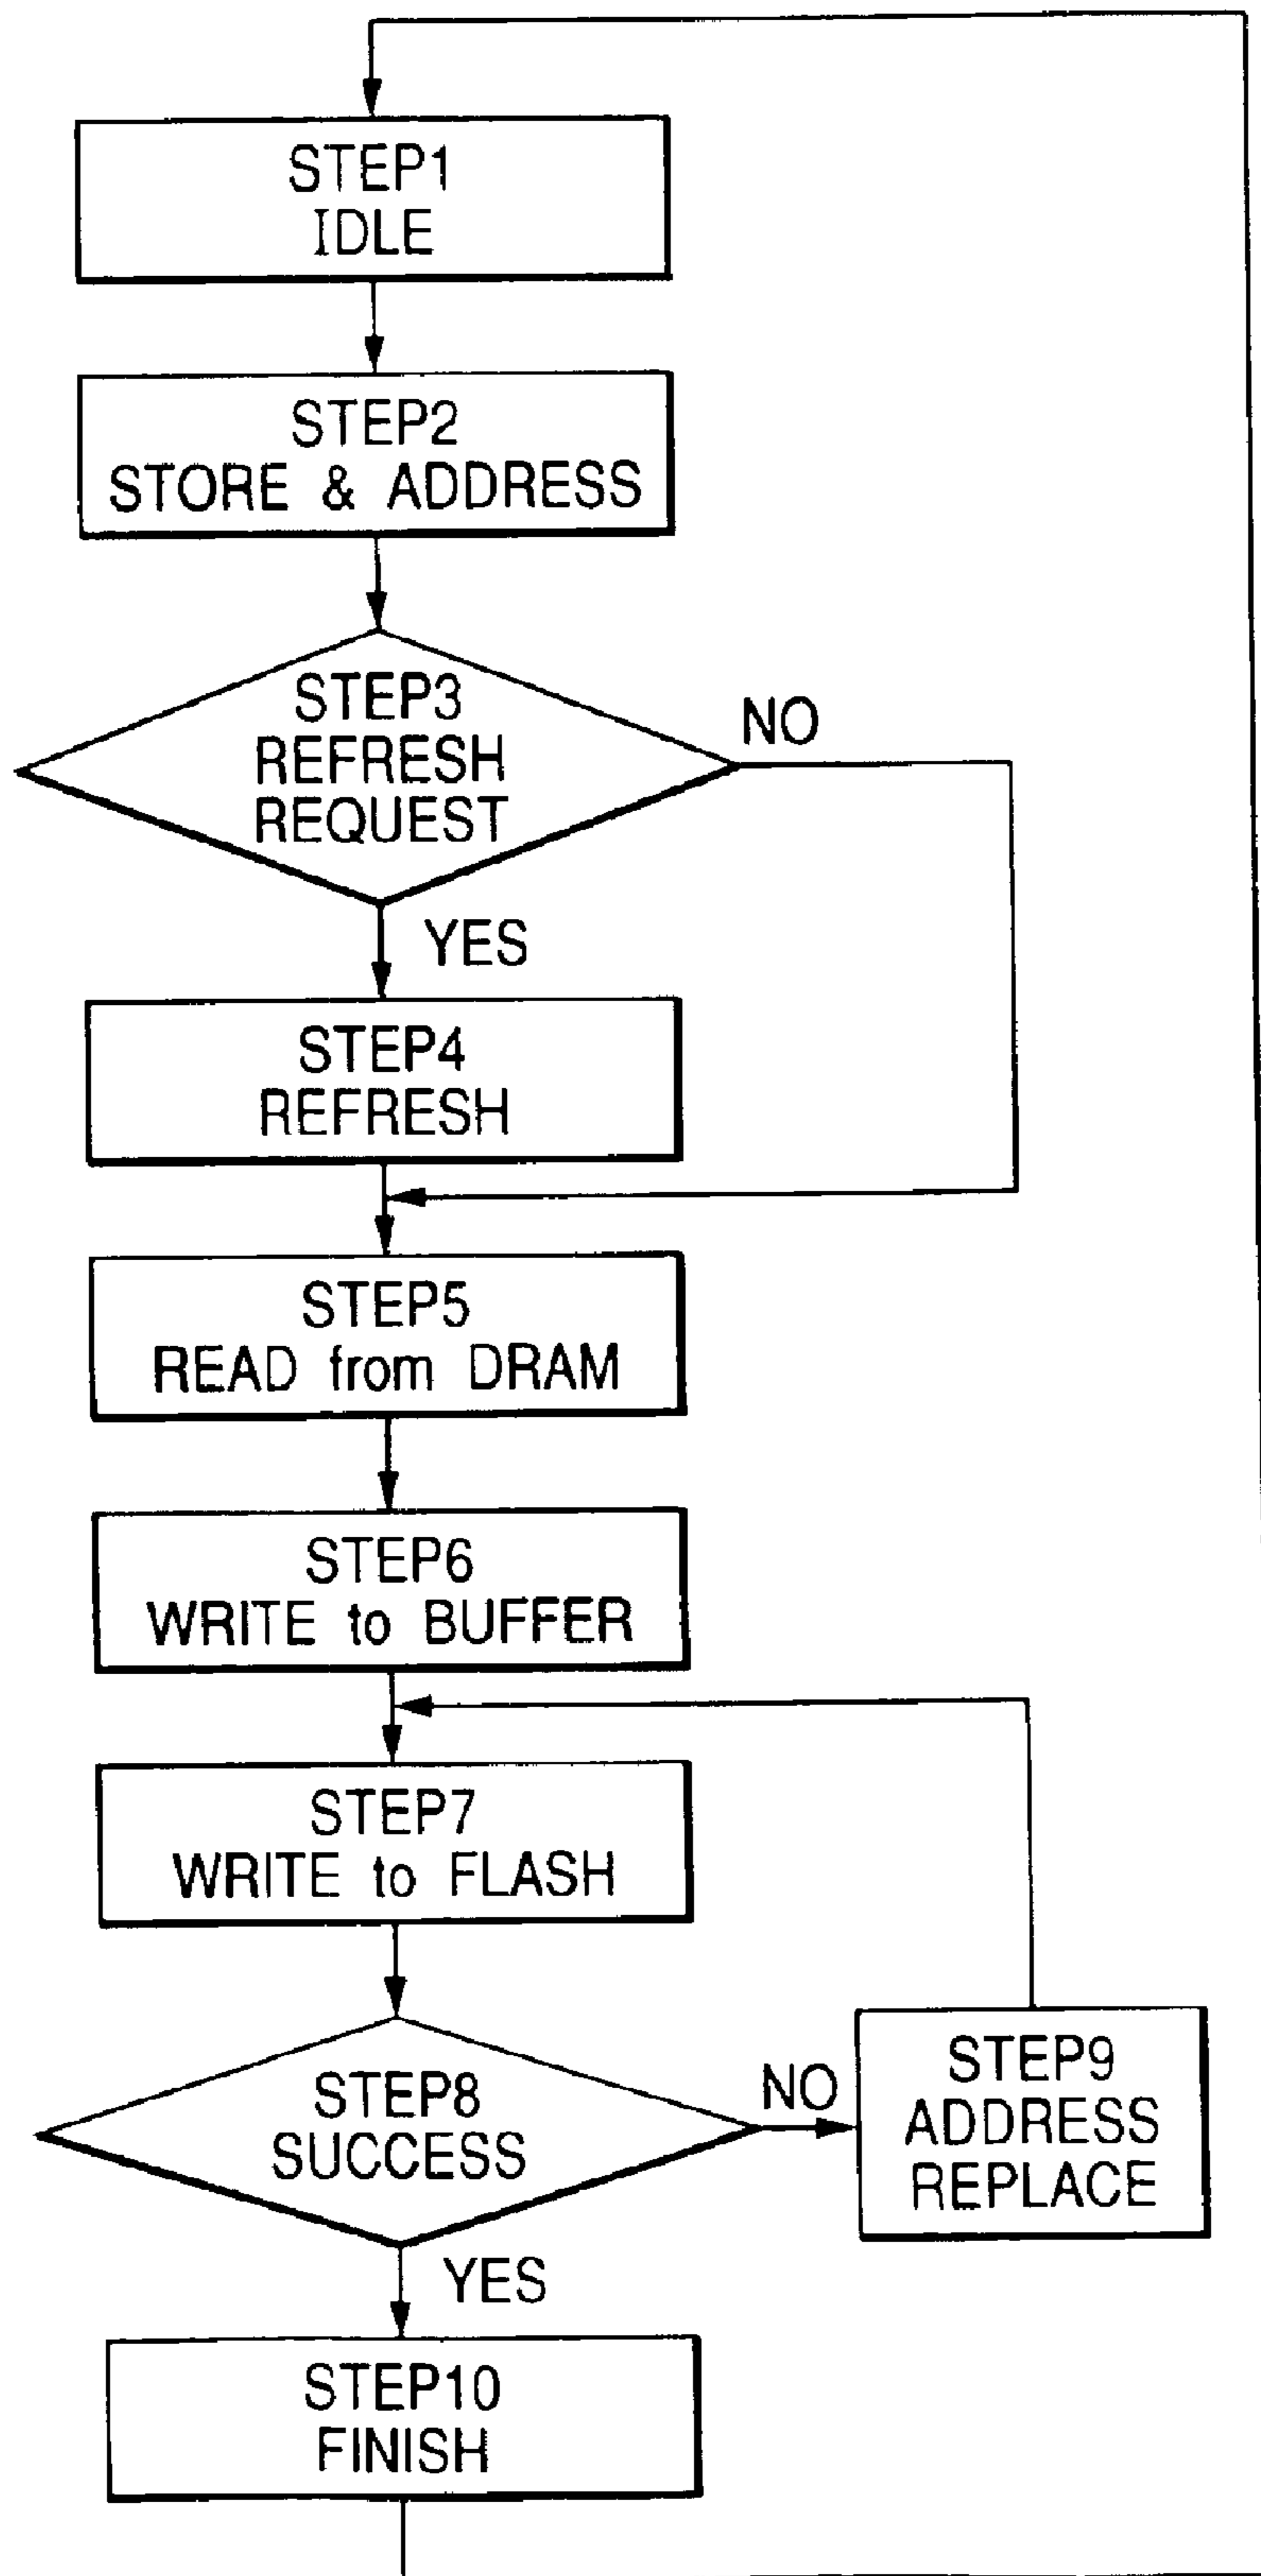 STEP1
IDLE
STEP2
STORE & ADDRESS
STEP3
REFRESH
REQUEST
NO
YES
STEP4
REFRESH
STEP5
READ from DRAM
STEP6
WRITE to BUFFER
STEP7
WRITE to FLASH
STEP8
SUCCESS
NO
STEP9
ADDRESS
REPLACE
YES
STEP10
FINISH